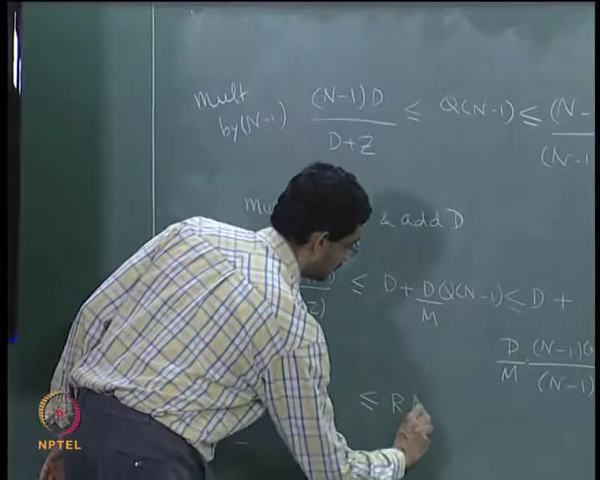 Mult (N-1)D/(D+Z) ≤ Q(N-1) ≤ (N-
by(N-1) (N-1
& add D
≤ D + D/M Q(N-1) ≤ D +
D/M . (N-1)
(N-1)
≤ R
NPTEL